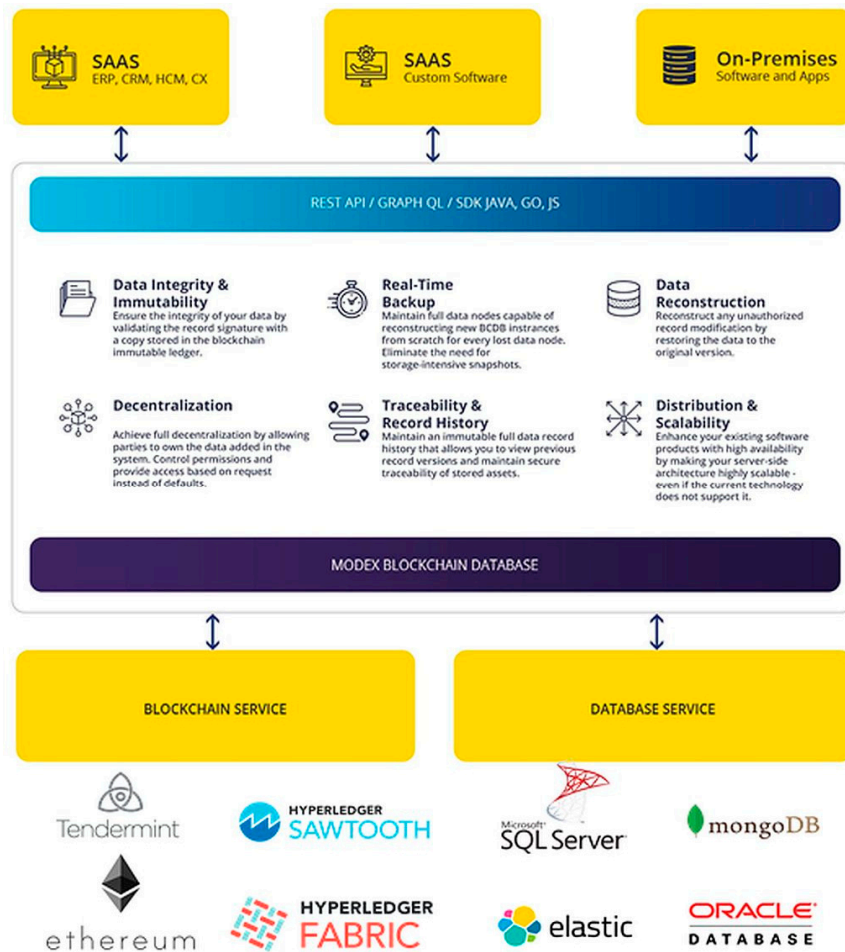 SAAS
ERP, CRM, HCM, CX
SAAS
Custom Software
On-Premises
Software and Apps
REST API / GRAPH QL / SDK JAVA, GO, JS
Data Integrity &
Immutability
Ensure the integrity of your data by
validating the record signature with
a copy stored in the blockchain
immutable ledger.
Real-Time
Backup
Maintain full data nodes capable of
reconstructing new BCDB instrances
from scratch for every lost data node.
Eliminate the need for
storage-intensive snapshots.
Data
Reconstruction
Reconstruct any unauthorized
record modification by
restoring the data to the
original version.
Decentralization
Achieve full decentralization by allowing
parties to own the data added in the
system. Control permissions and
provide access based on request
instead of defaults.
Traceability &
Record History
Maintain an immutable full data record
history that allows you to view previous
record versions and maintain secure
traceability of stored assets.
Distribution &
Scalability
Enhance your existing software
products with high availability
by making your server-side
architecture highly scalable -
even if the current technology
does not support it.
MODEX BLOCKCHAIN DATABASE
BLOCKCHAIN SERVICE
DATABASE SERVICE
Tendermint
HYPERLEDGER
SAWTOOTH
Microsoft
SQL Server
mongoDB
ethereum
HYPERLEDGER
FABRIC
elastic
ORACLE
DATABASE